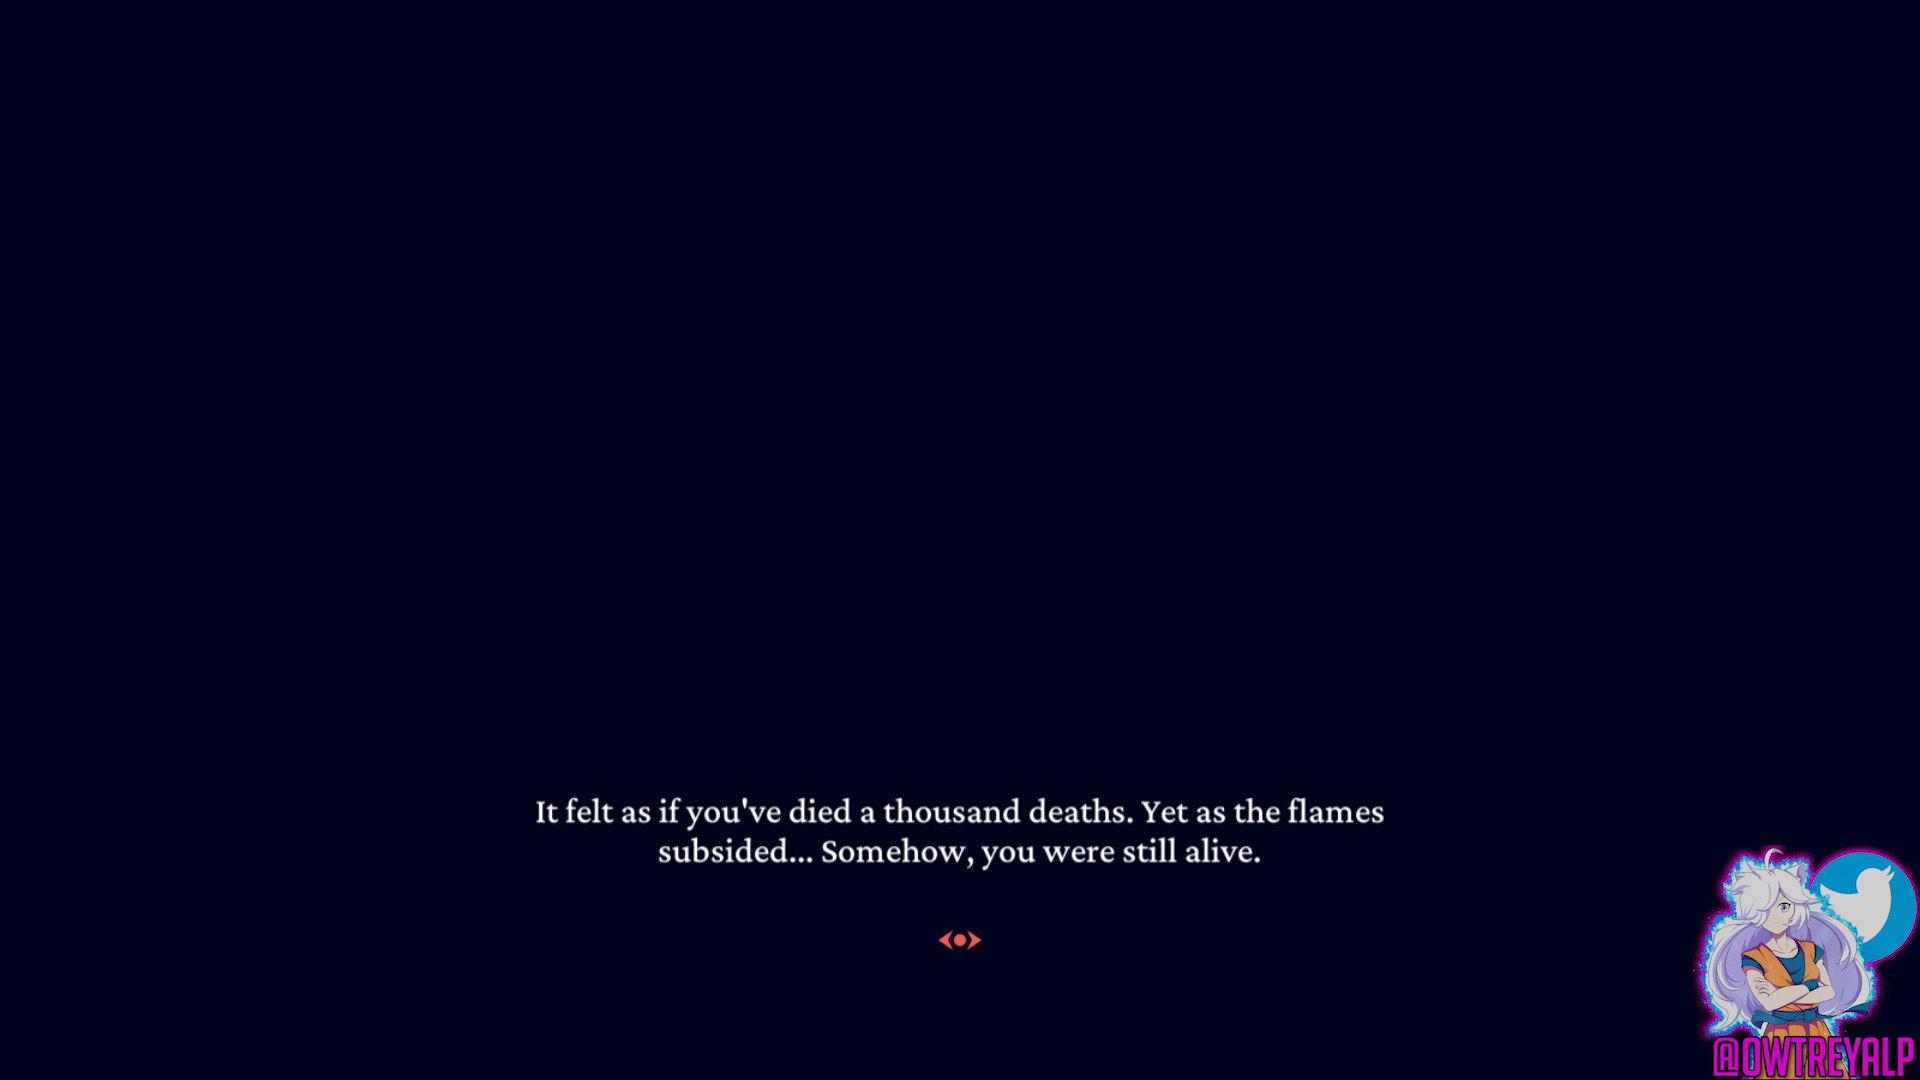 It felt as if you've died a thousand deaths. Yet as the flames
subsided... Somehow, you were still alive.
@OWTREYALP